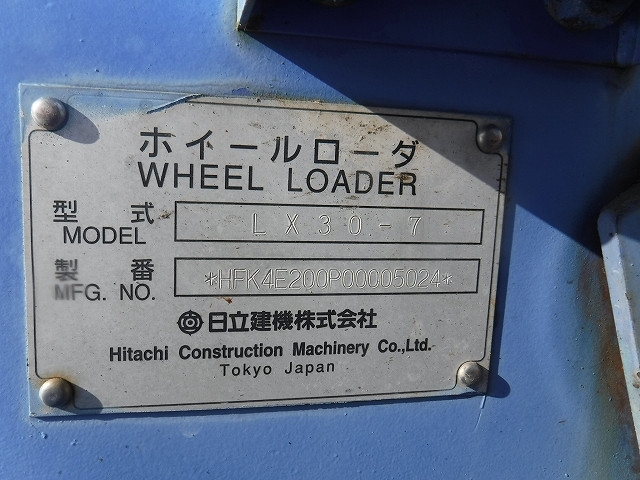 ホイールローダ
WHEEL LOADER
型式 LX30-7
MODEL
製番 *HFK4E200P00005024*
MFG. NO.
日立建機株式会社
Hitachi Construction Machinery Co.,Ltd.
Tokyo Japan